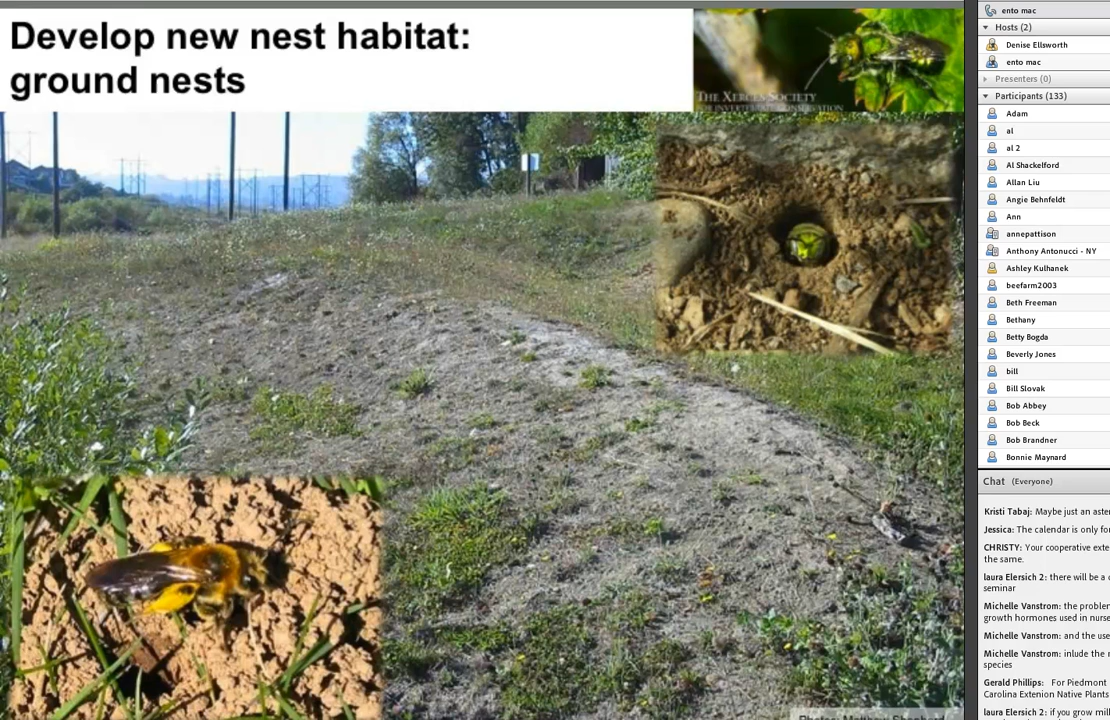 Develop new nest habitat:
ground nests
THE XERCES SOCIETY
FOR INVERTEBRATE CONSERVATION
ento mac
Hosts (2)
Denise Ellsworth
ento mac
Presenters (0)
Participants (133)
Adam
al
al 2
Al Shackelford
Allan Liu
Angie Behnfeldt
Ann
annepattison
Anthony Antonucci - NY
Ashley Kulhanek
beefarm2003
Beth Freeman
Bethany
Betty Bogda
Beverly Jones
bill
Bill Slovak
Bob Abbey
Bob Beck
Bob Brandner
Bonnie Maynard
Chat (Everyone)
Kristi Tabaj: Maybe just an aster
Jessica: The calendar is only fo
CHRISTY: Your cooperative exte
the same.
laura Elersich 2: there will be a
seminar
Michelle Vanstrom: the problem
growth hormones used in nurse
Michelle Vanstrom: and the use
Michelle Vanstrom: inlude the
species
Gerald Phillips: For Piedmont
Carolina Extenion Native Plants
laura Elersich 2: if you grow mill